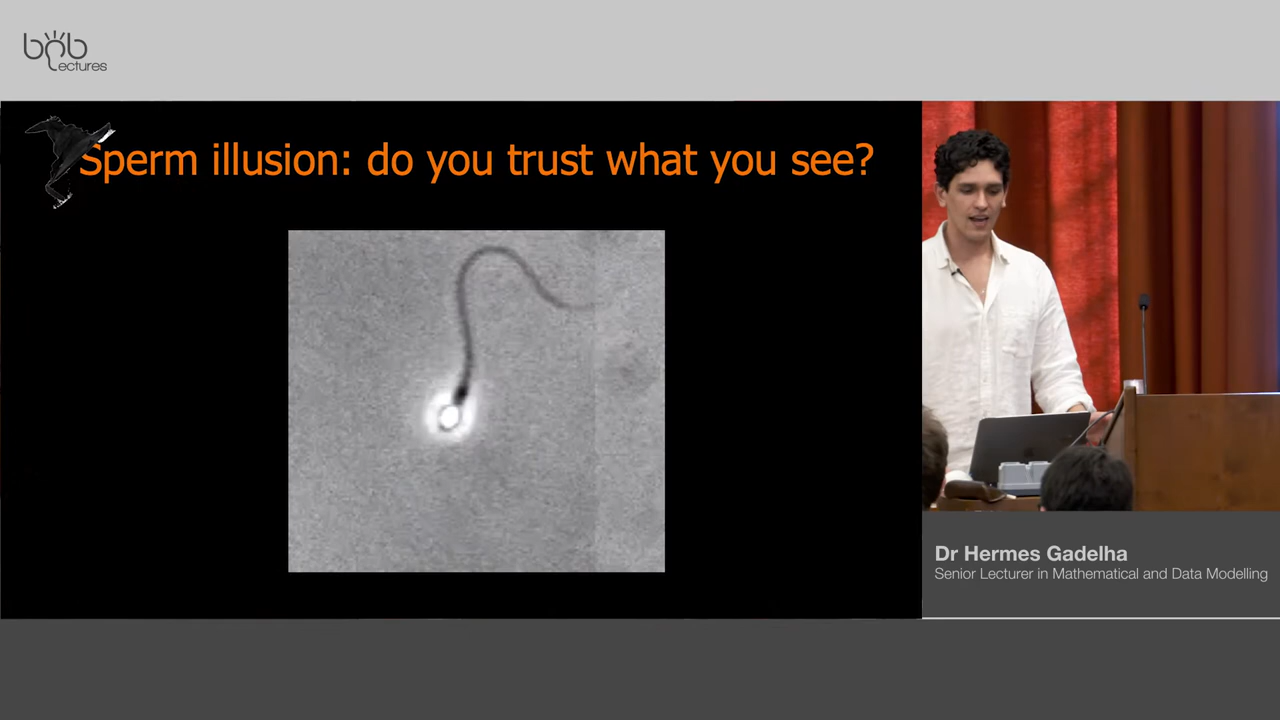 bnb
Lectures
Sperm illusion: do you trust what you see?
Dr Hermes Gadelha
Senior Lecturer in Mathematical and Data Modelling